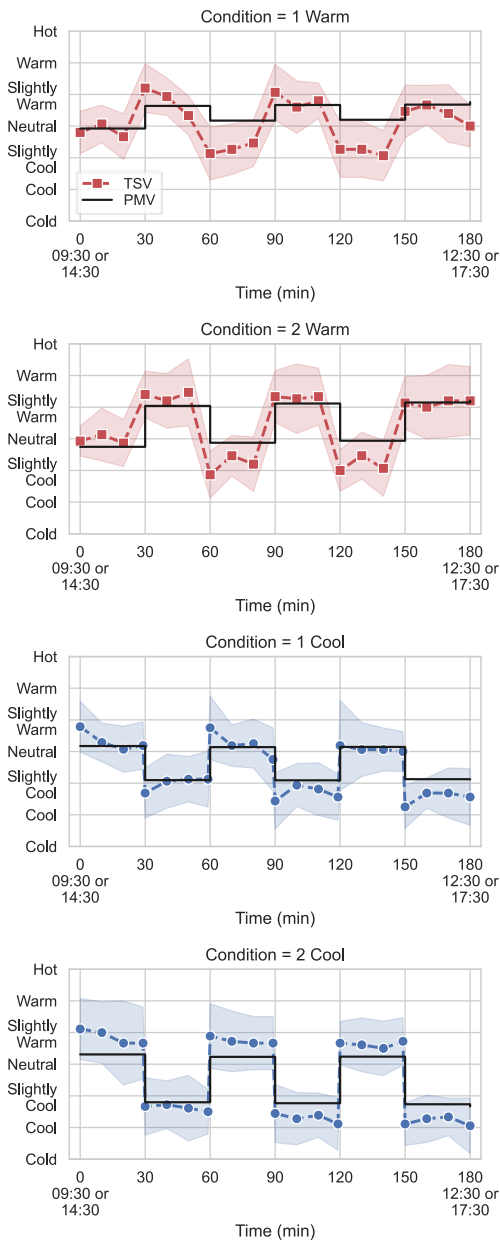 Condition = 1 Warm
Hot
Warm
Slightly
Warm
Neutral
Slightly
Cool
Cool
Cold
TSV
PMV
0 30 60 90 120 150 180
09:30 or 12:30 or
14:30 17:30
Time (min)
Condition = 2 Warm
Hot
Warm
Slightly
Warm
Neutral
Slightly
Cool
Cool
Cold
0 30 60 90 120 150 180
09:30 or 12:30 or
14:30 17:30
Time (min)
Condition = 1 Cool
Hot
Warm
Slightly
Warm
Neutral
Slightly
Cool
Cool
Cold
0 30 60 90 120 150 180
09:30 or 12:30 or
14:30 17:30
Time (min)
Condition = 2 Cool
Hot
Warm
Slightly
Warm
Neutral
Slightly
Cool
Cool
Cold
0 30 60 90 120 150 180
09:30 or 12:30 or
14:30 17:30
Time (min)